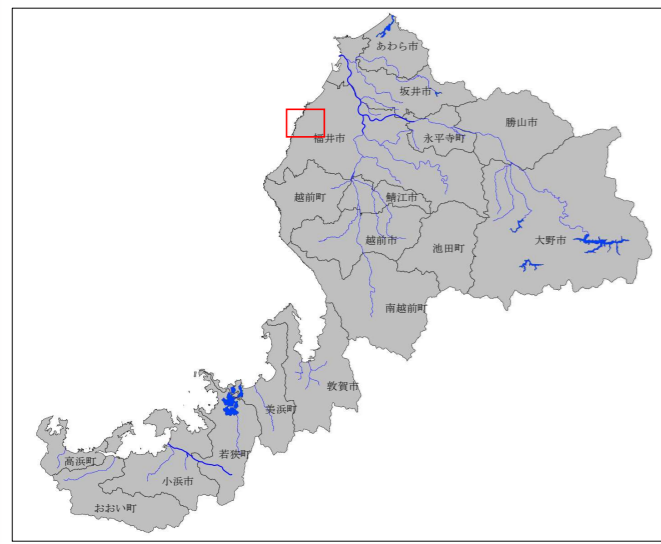 あわら市
坂井市
勝山市
福井市
永平寺町
越前町
鯖江市
越前市
池田町
大野市
南越前町
敦賀市
美浜町
若狭町
高浜町
小浜市
おおい町